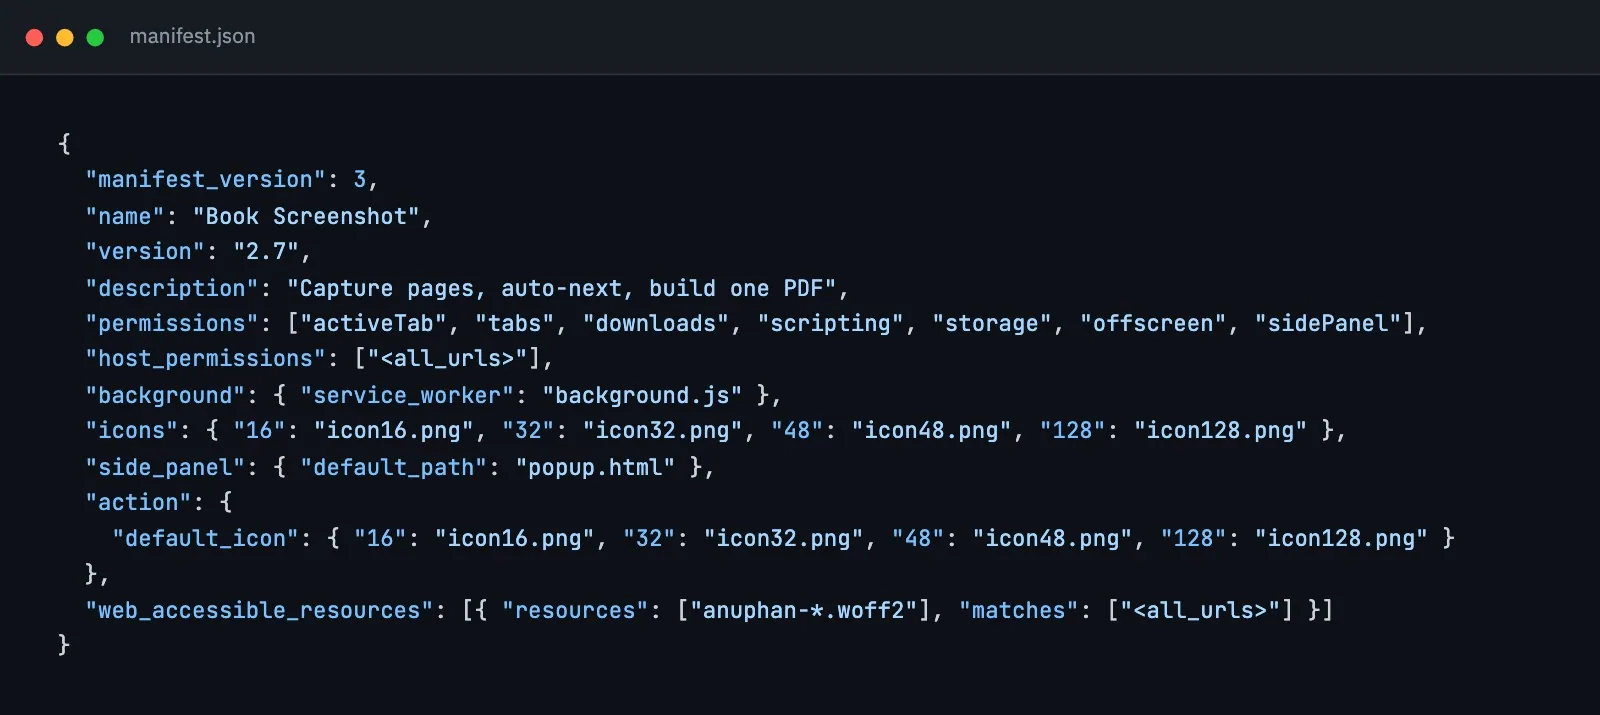 manifest.json
{
  "manifest_version": 3,
  "name": "Book Screenshot",
  "version": "2.7",
  "description": "Capture pages, auto-next, build one PDF",
  "permissions": ["activeTab", "tabs", "downloads", "scripting", "storage", "offscreen", "sidePanel"],
  "host_permissions": ["<all_urls>"],
  "background": { "service_worker": "background.js" },
  "icons": { "16": "icon16.png", "32": "icon32.png", "48": "icon48.png", "128": "icon128.png" },
  "side_panel": { "default_path": "popup.html" },
  "action": {
    "default_icon": { "16": "icon16.png", "32": "icon32.png", "48": "icon48.png", "128": "icon128.png" }
  },
  "web_accessible_resources": [{ "resources": ["anuphan-*.woff2"], "matches": ["<all_urls>"] }]
}